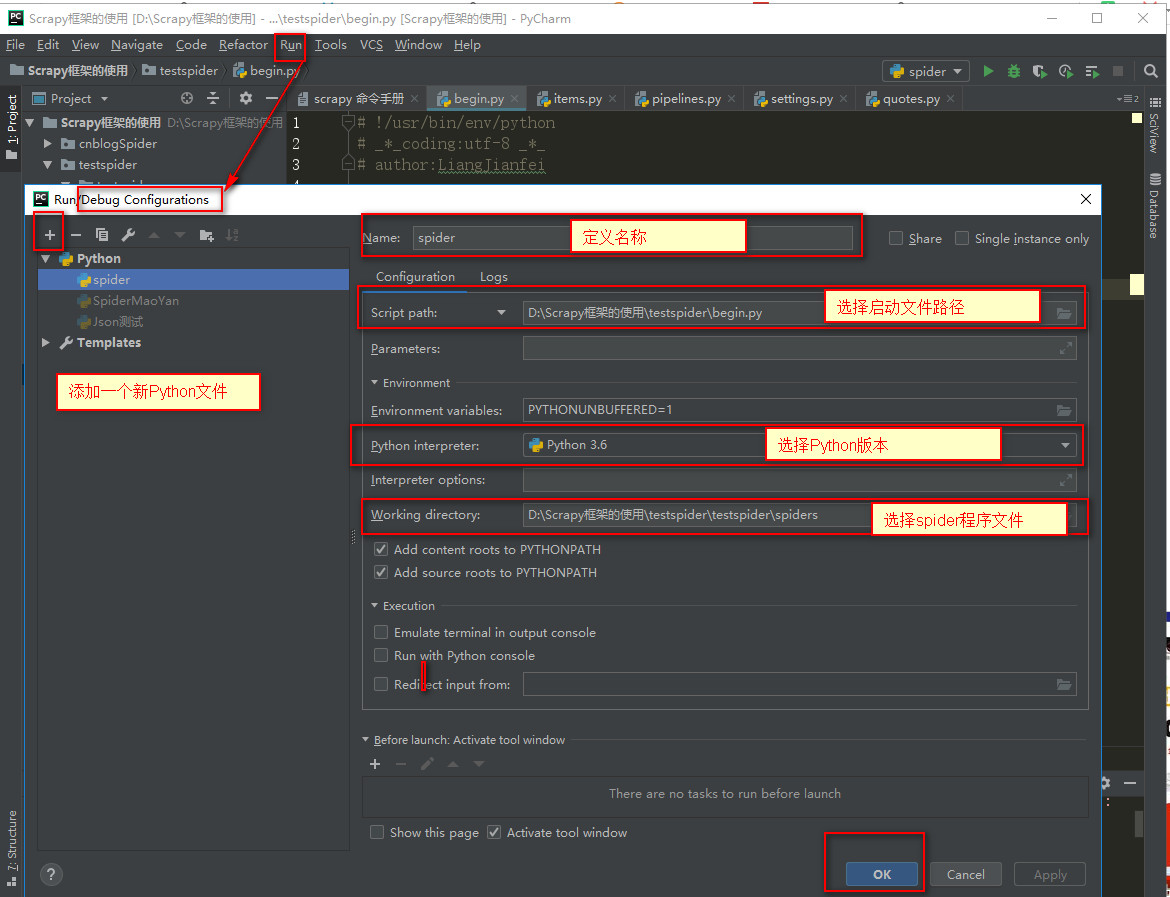 Scrapy框架的使用 [D:\Scrapy框架的使用] - ...\testspider\begin.py [Scrapy框架的使用] - PyCharm
File Edit View Navigate Code Refactor Run Tools VCS Window Help
Scrapy框架的使用 testspider begin.py spider
Project scrapy 命令手册 begin.py items.py pipelines.py settings.py quotes.py
1: Project
Scrapy框架的使用 D:\Scrapy框架的使用
cnblogSpider
testspider
1 # !/usr/bin/env/python
2 # _*_coding:utf-8 _*_
3 # author:LiangJianfei
SciView
Database
Run/Debug Configurations
Name: spider 定义名称 Share Single instance only
Python
spider
SpiderMaoYan
Json测试
Templates
添加一个新Python文件
Configuration Logs
Script path: D:\Scrapy框架的使用\testspider\begin.py 选择启动文件路径
Parameters:
Environment
Environment variables: PYTHONUNBUFFERED=1
Python interpreter: Python 3.6 选择Python版本
Interpreter options:
Working directory: D:\Scrapy框架的使用\testspider\testspider\spiders 选择spider程序文件
Add content roots to PYTHONPATH
Add source roots to PYTHONPATH
Execution
Emulate terminal in output console
Run with Python console
Redirect input from:
Before launch: Activate tool window
There are no tasks to run before launch
Show this page Activate tool window
OK Cancel Apply
7: Structure